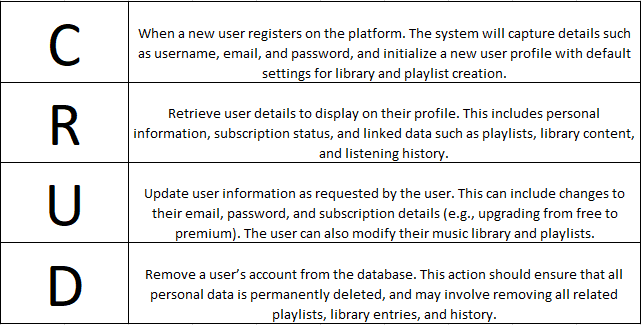 C
When a new user registers on the platform. The system will capture details such
as username, email, and password, and initialize a new user profile with default
settings for library and playlist creation.
R
Retrieve user details to display on their profile. This includes personal
information, subscription status, and linked data such as playlists, library content,
and listening history.
U
Update user information as requested by the user. This can include changes to
their email, password, and subscription details (e.g., upgrading from free to
premium). The user can also modify their music library and playlists.
D
Remove a user’s account from the database. This action should ensure that all
personal data is permanently deleted, and may involve removing all related
playlists, library entries, and history.